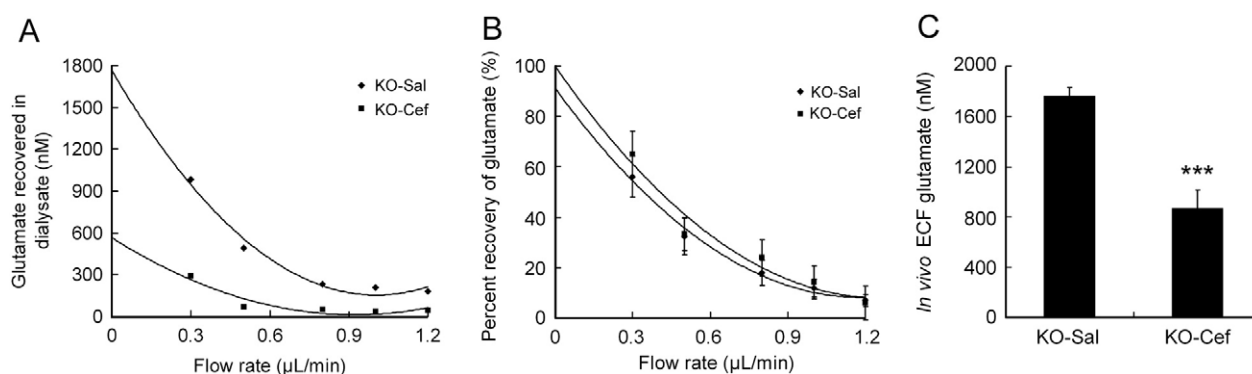 A
Glutamate recovered in
dialysate (nM)
1800
1500
1200
900
600
300
0
0
0.3
0.6
0.9
1.2
Flow rate (µL/min)
KO-Sal
KO-Cef
B
Percent recovery of glutamate (%)
120
100
80
60
40
20
0
0
0.3
0.6
0.9
1.2
Flow rate (µL/min)
KO-Sal
KO-Cef
C
In vivo ECF glutamate (nM)
2000
1600
1200
800
400
0
***
KO-Sal
KO-Cef